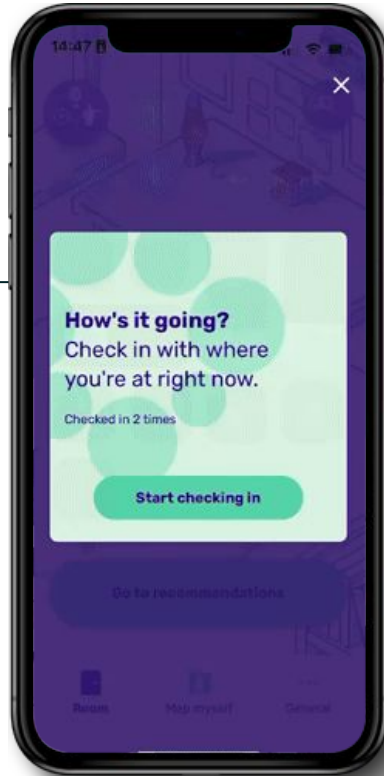 14:47
How's it going?
Check in with where
you're at right now.
Checked in 2 times
Start checking in
Go to recommendations
Room
Map myself
General